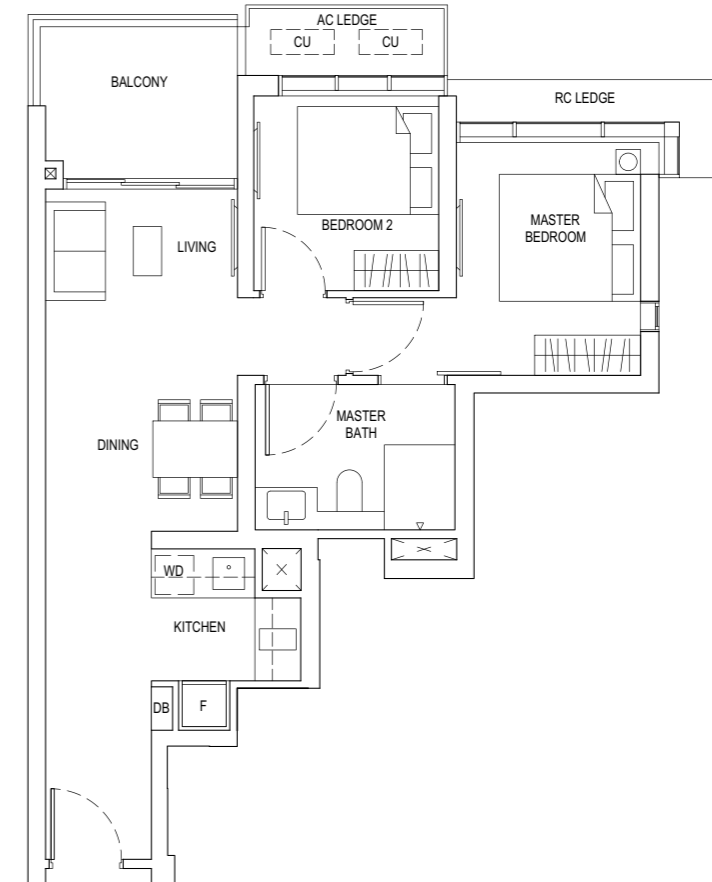 AC LEDGE
CU
CU
BALCONY
RC LEDGE
BEDROOM 2
MASTER
BEDROOM
LIVING
MASTER
BATH
DINING
WD
KITCHEN
DB
F